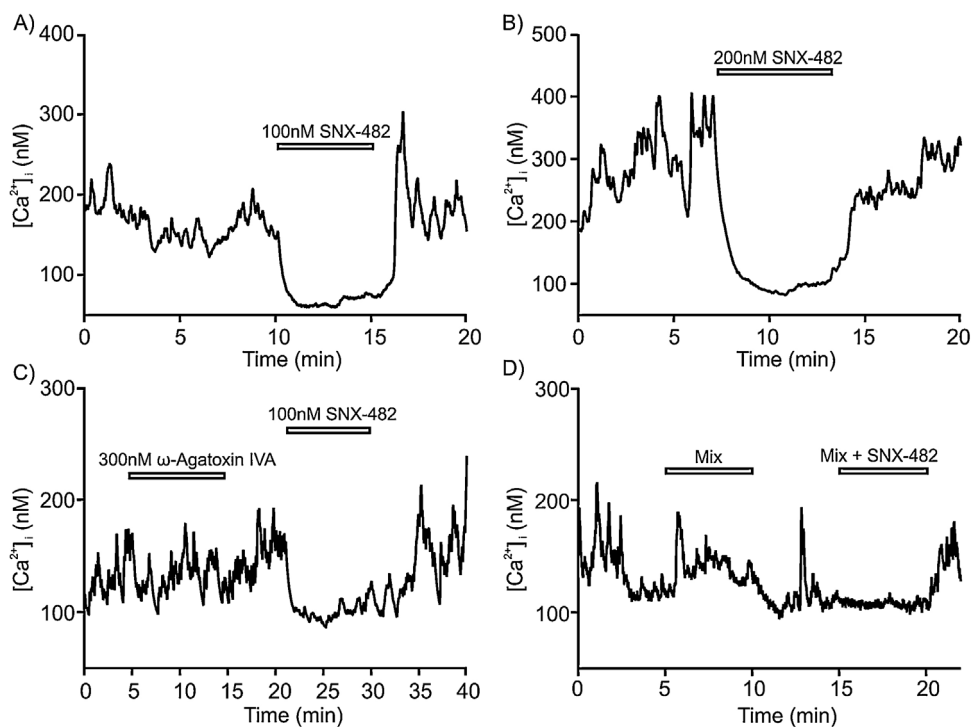 A)
400
300
200
100
[Ca²⁺]ᵢ (nM)
100nM SNX-482
0 5 10 15 20
Time (min)
B)
500
400
300
200
100
[Ca²⁺]ᵢ (nM)
200nM SNX-482
0 5 10 15 20
Time (min)
C)
300
200
100
[Ca²⁺]ᵢ (nM)
100nM SNX-482
300nM ω-Agatoxin IVA
0 5 10 15 20 25 30 35 40
Time (min)
D)
300
200
100
[Ca²⁺]ᵢ (nM)
Mix Mix + SNX-482
0 5 10 15 20
Time (min)